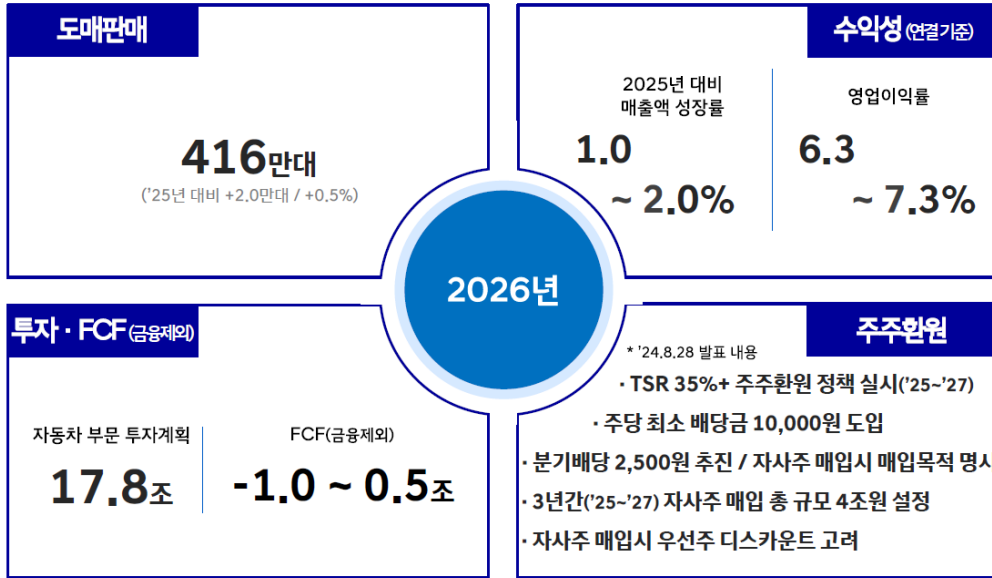 도매판매
416만대
('25년 대비 +2.0만대 / +0.5%)
수익성(연결기준)
2025년 대비
매출액 성장률
1.0
~ 2.0%
영업이익률
6.3
~ 7.3%
2026년
투자 · FCF(금융제외)
자동차 부문 투자계획
17.8조
FCF(금융제외)
-1.0 ~ 0.5조
주주환원
* '24.8.28 발표 내용
· TSR 35%+ 주주환원 정책 실시('25~'27)
· 주당 최소 배당금 10,000원 도입
· 분기배당 2,500원 추진 / 자사주 매입시 매입목적 명시
· 3년간('25~'27) 자사주 매입 총 규모 4조원 설정
· 자사주 매입시 우선주 디스카운트 고려